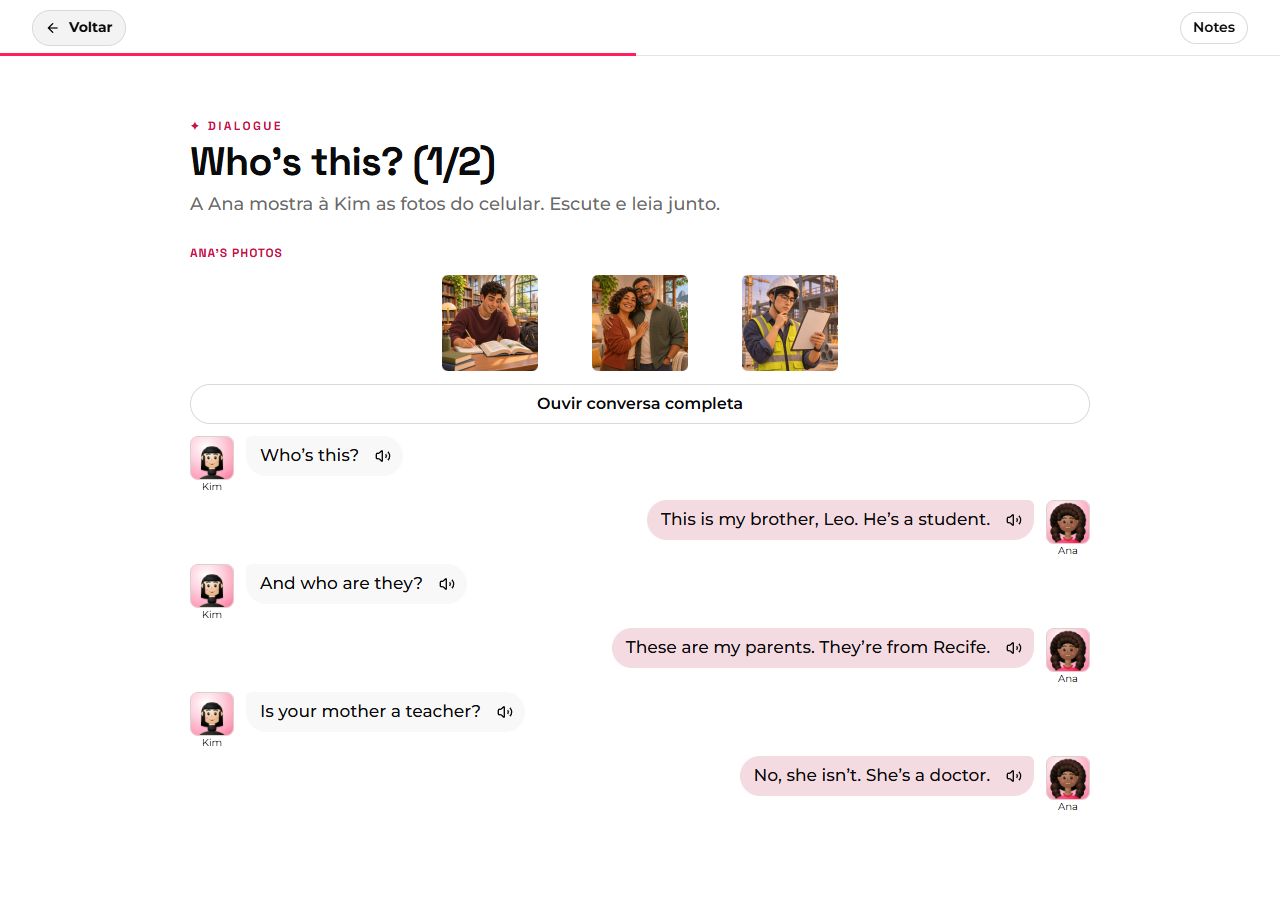 Voltar
Notes
✦ DIALOGUE
Who’s this? (1/2)
A Ana mostra à Kim as fotos do celular. Escute e leia junto.
ANA’S PHOTOS
Ouvir conversa completa
Who’s this?
Kim
This is my brother, Leo. He’s a student.
Ana
And who are they?
Kim
These are my parents. They’re from Recife.
Ana
Is your mother a teacher?
Kim
No, she isn’t. She’s a doctor.
Ana